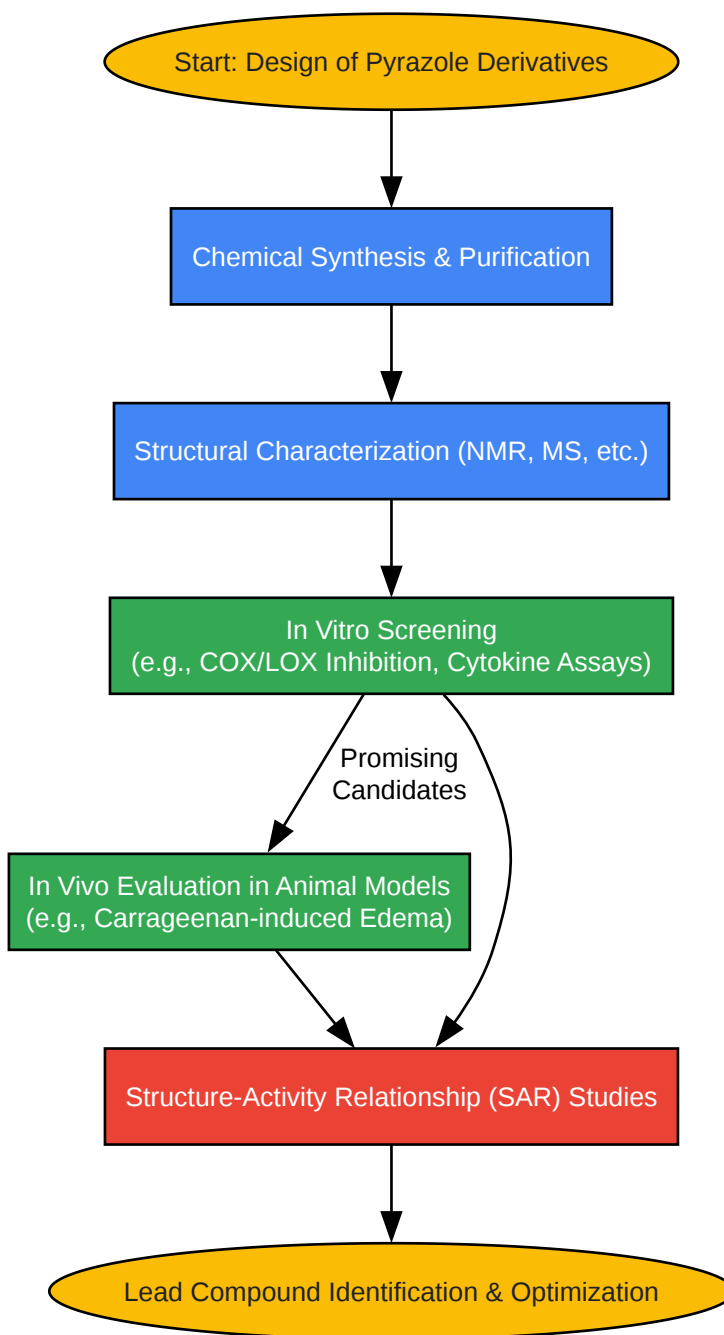 Start: Design of Pyrazole Derivatives
Chemical Synthesis & Purification
Structural Characterization (NMR, MS, etc.)
In Vitro Screening
(e.g., COX/LOX Inhibition, Cytokine Assays)
Promising
Candidates
In Vivo Evaluation in Animal Models
(e.g., Carrageenan-induced Edema)
Structure-Activity Relationship (SAR) Studies
Lead Compound Identification & Optimization